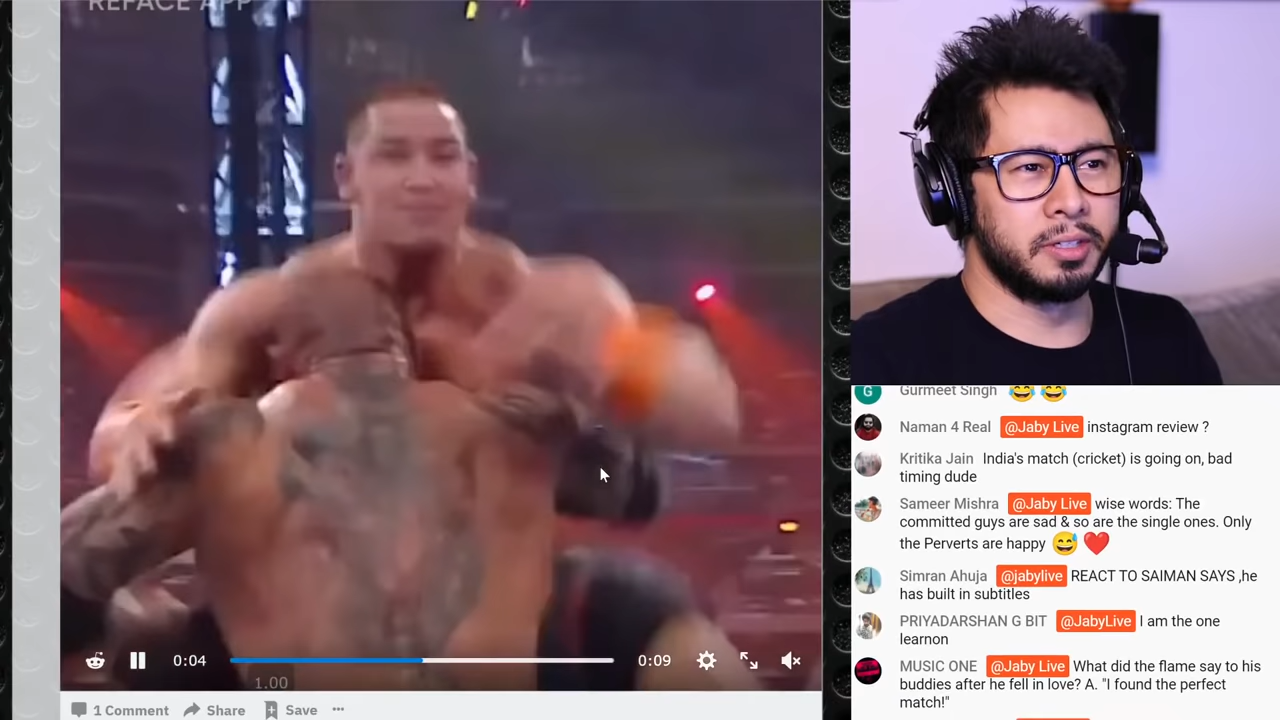 REFACE APP
0:04
0:09
1.00
1 Comment Share Save
G Gurmeet Singh 😂 😂
Naman 4 Real @Jaby Live instagram review ?
Kritika Jain India's match (cricket) is going on, bad
timing dude
Sameer Mishra @Jaby Live wise words: The
committed guys are sad & so are the single ones. Only
the Perverts are happy 😅 ❤️
Simran Ahuja @jabylive REACT TO SAIMAN SAYS ,he
has built in subtitles
PRIYADARSHAN G BIT @JabyLive I am the one
learnon
MUSIC ONE @Jaby Live What did the flame say to his
buddies after he fell in love? A. "I found the perfect
match!"